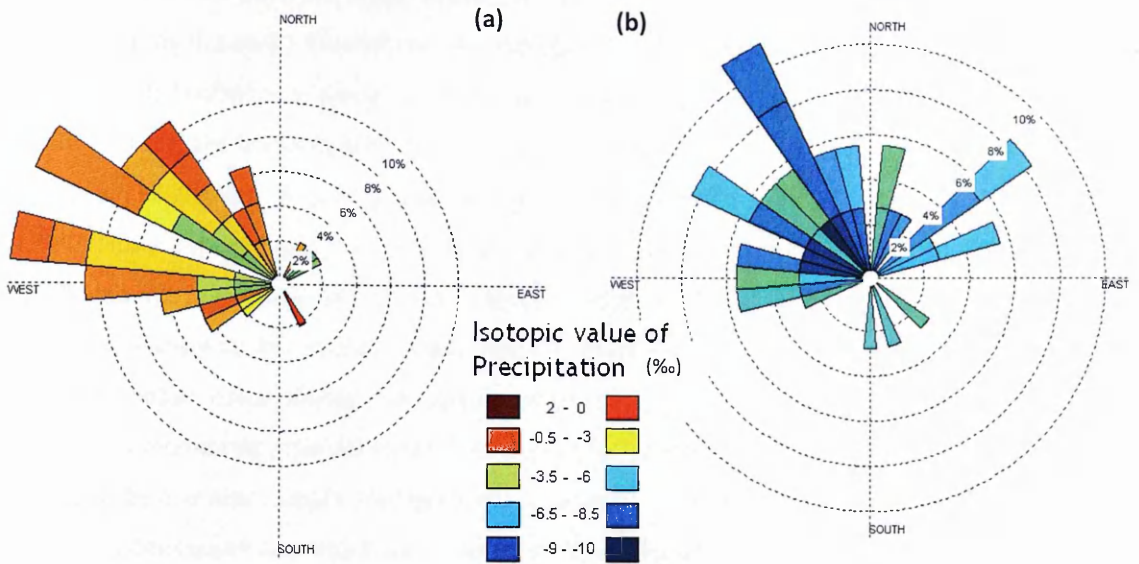 (a)
NORTH
10%
8%
6%
4%
2%
WEST
EAST
SOUTH
(b)
NORTH
10%
8%
6%
4%
2%
WEST
EAST
SOUTH
Isotopic value of
Precipitation (‰)
2 - 0
-0.5 - -3
-3.5 - -6
-6.5 - -8.5
-9 - -10